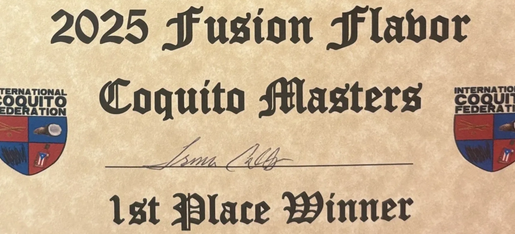 2025 Fusion Flavor
INTERNATIONAL
COQUITO
FEDERATION
Coquito Masters
INTERNATIONAL
COQUITO
FEDERATION
1st Place Winner